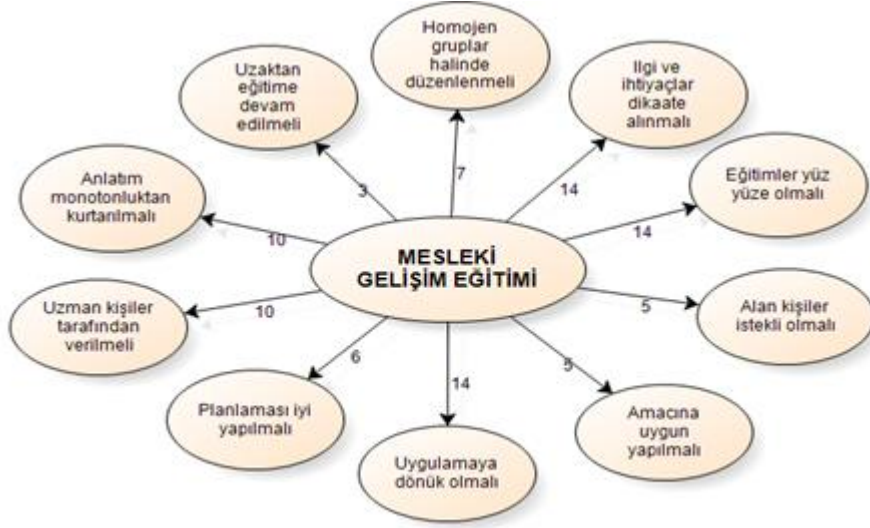 Homojen
gruplar
halinde
düzenlenmeli
Uzaktan
eğitime
devam
edilmeli
Ilgi ve
ihtiyaçlar
dikaate
alınmalı
Anlatım
monotonluktan
kurtarılmalı
Eğitimler yüz
yüze olmalı
3
7
14
10
14
MESLEKİ
GELİŞİM EĞİTİMİ
Uzman kişiler
tarafından
verilmeli
10
5
Alan kişiler
istekli olmalı
6
14
5
Planlaması iyi
yapılmalı
Uygulamaya
dönük olmalı
Amacına
uygun
yapılmalı